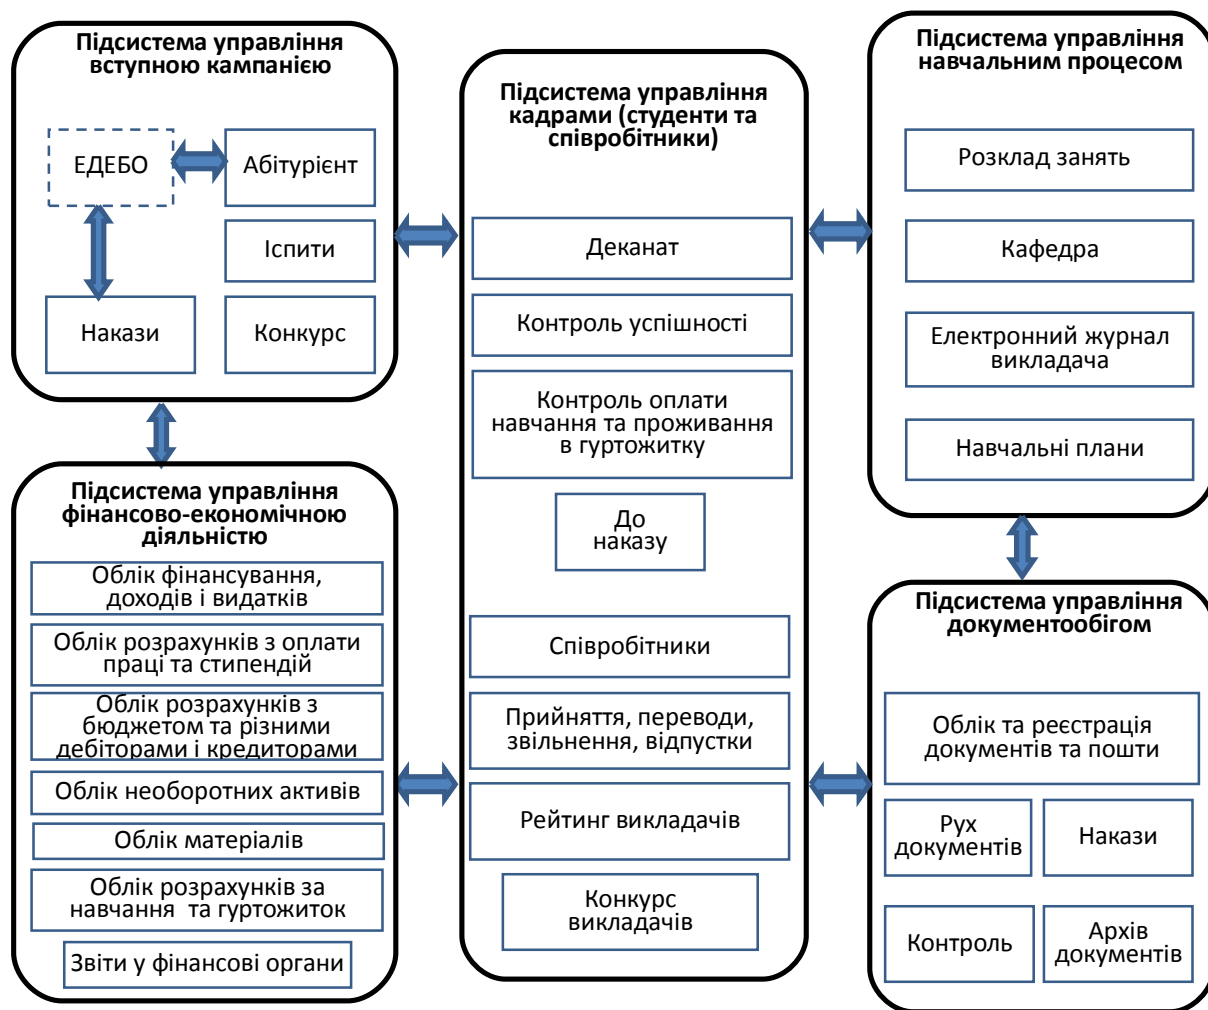 Підсистема управління
вступною кампанією
ЕДЕБО
Абітурієнт
Іспити
Накази
Конкурс
Підсистема управління
фінансово-економічною
діяльністю
Облік фінансування,
доходів і видатків
Облік розрахунків з оплати
праці та стипендій
Облік розрахунків з
бюджетом та різними
дебіторами і кредиторами
Облік необоротних активів
Облік матеріалів
Облік розрахунків за
навчання та гуртожиток
Звіти у фінансові органи
Підсистема управління
кадрами (студенти та
співробітники)
Деканат
Контроль успішності
Контроль оплати
навчання та проживання
в гуртожитку
До
наказу
Співробітники
Прийняття, переводи,
звільнення, відпустки
Рейтинг викладачів
Конкурс
викладачів
Підсистема управління
навчальним процесом
Розклад занять
Кафедра
Електронний журнал
викладача
Навчальні плани
Підсистема управління
документообігом
Облік та реєстрація
документів та пошти
Рух
документів
Накази
Контроль
Архів
документів